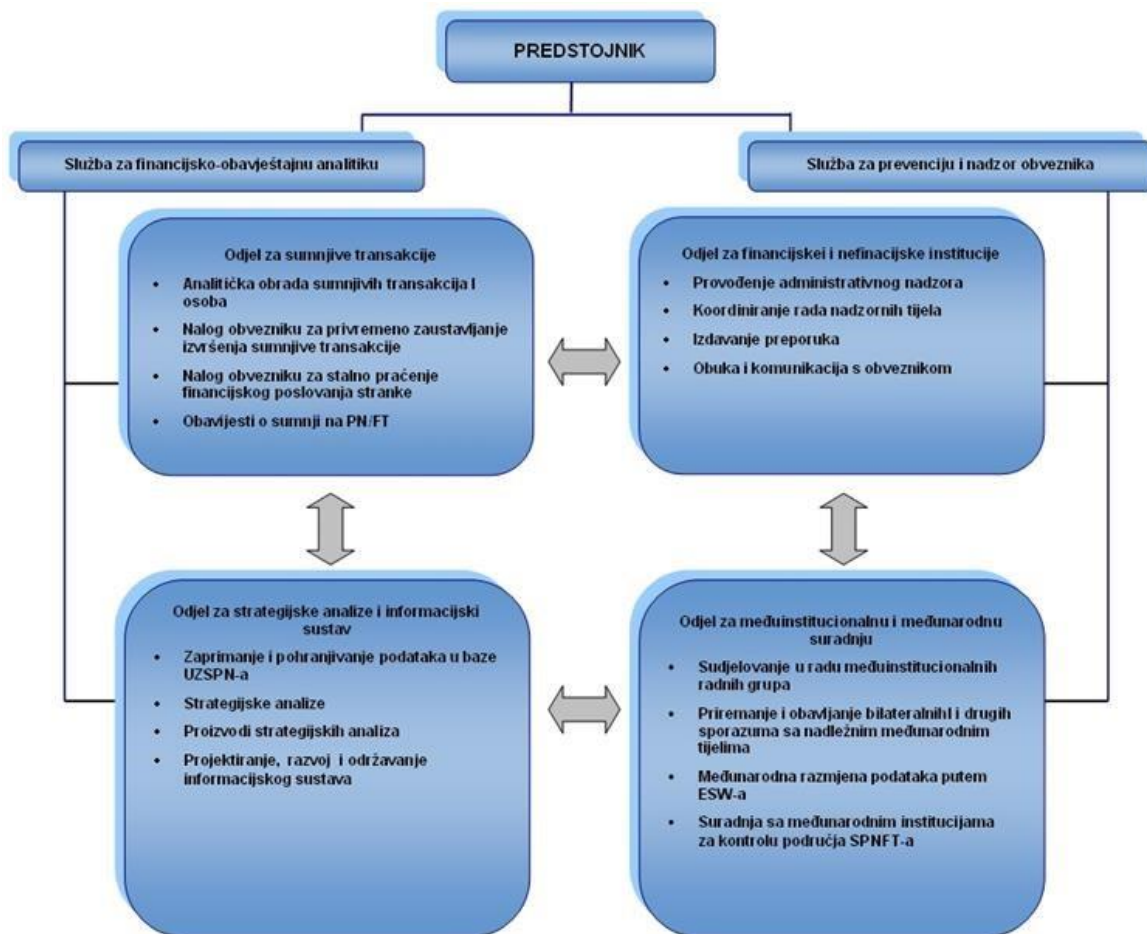 PREDSTOJNIK
Služba za financijsko-obavještajnu analitiku
Služba za prevenciju i nadzor obveznika
Odjel za sumnjive transakcije
• Analitička obrada sumnjivih transakcija I
osoba
• Nalog obvezniku za privremeno zaustavljanje
izvršenja sumnjive transakcije
• Nalog obvezniku za stalno praćenje
financijskog poslovanja stranke
• Obavijesti o sumnji na PN/FT
Odjel za financijskei i nefinacijske institucije
• Provođenje administrativnog nadzora
• Koordiniranje rada nadzornih tijela
• Izdavanje preporuka
• Obuka i komunikacija s obveznikom
Odjel za strategijske analize i informacijski
sustav
• Zaprimanje i pohranjivanje podataka u baze
UZSPN-a
• Strategijske analize
• Proizvodi strategijskih analiza
• Projektiranje, razvoj i održavanje
informacijskog sustava
Odjel za međuinstitucionalnu i međunarodnu
suradnju
• Sudjelovanje u radu međuinstitucionalnih
radnih grupa
• Priremanje i obavljanje bilateralnihI i drugih
sporazuma sa nadležnim međunarodnim
tijelima
• Međunarodna razmjena podataka putem
ESW-a
• Suradnja sa međunarodnim institucijama
za kontrolu područja SPNFT-a